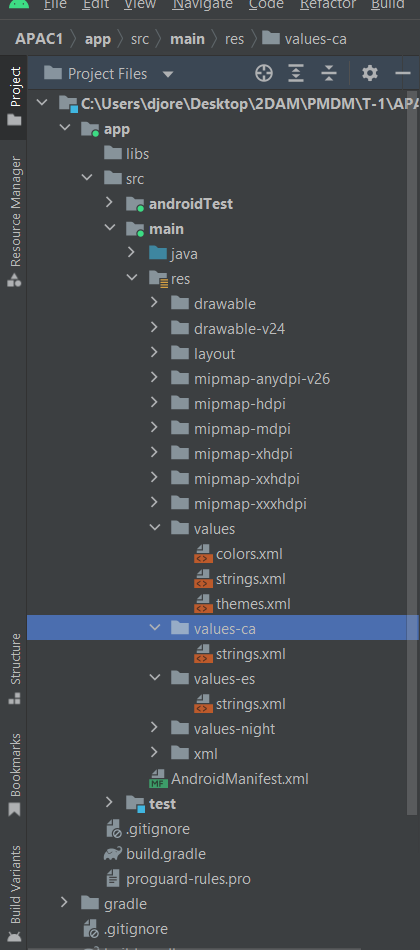 File Edit View Navigate Code Refactor Build
APAC1 app src main res values-ca
Project Files
C:\Users\djore\Desktop\2DAM\PMDM\T-1\APA
app
libs
src
androidTest
main
java
res
drawable
drawable-v24
layout
mipmap-anydpi-v26
mipmap-hdpi
mipmap-mdpi
mipmap-xhdpi
mipmap-xxhdpi
mipmap-xxxhdpi
values
colors.xml
strings.xml
themes.xml
values-ca
strings.xml
values-es
strings.xml
values-night
xml
MF AndroidManifest.xml
test
.gitignore
build.gradle
proguard-rules.pro
gradle
.gitignore
Project
Resource Manager
Structure
Bookmarks
Build Variants